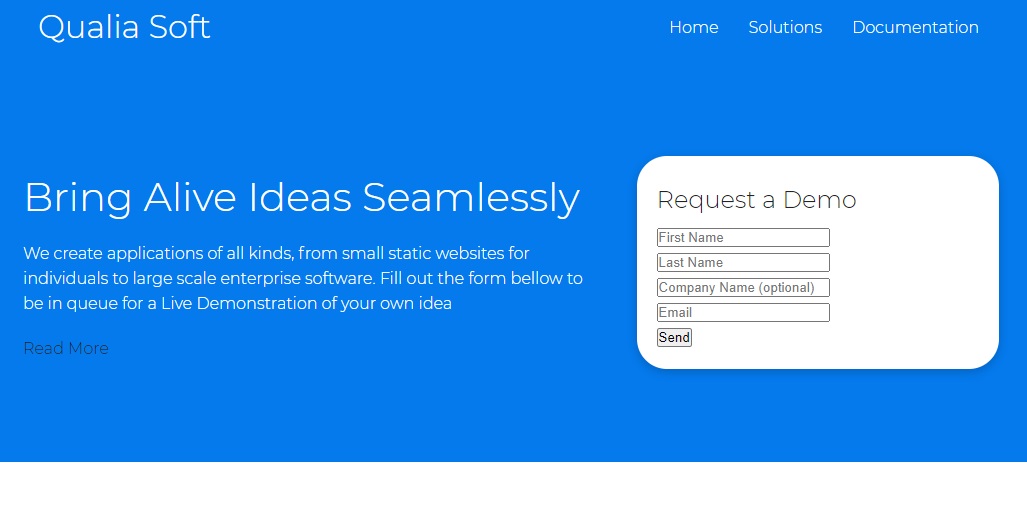 Qualia Soft
Home
Solutions
Documentation
Bring Alive Ideas Seamlessly
We create applications of all kinds, from small static websites for
individuals to large scale enterprise software. Fill out the form bellow to
be in queue for a Live Demonstration of your own idea
Read More
Request a Demo
First Name
Last Name
Company Name (optional)
Email
Send